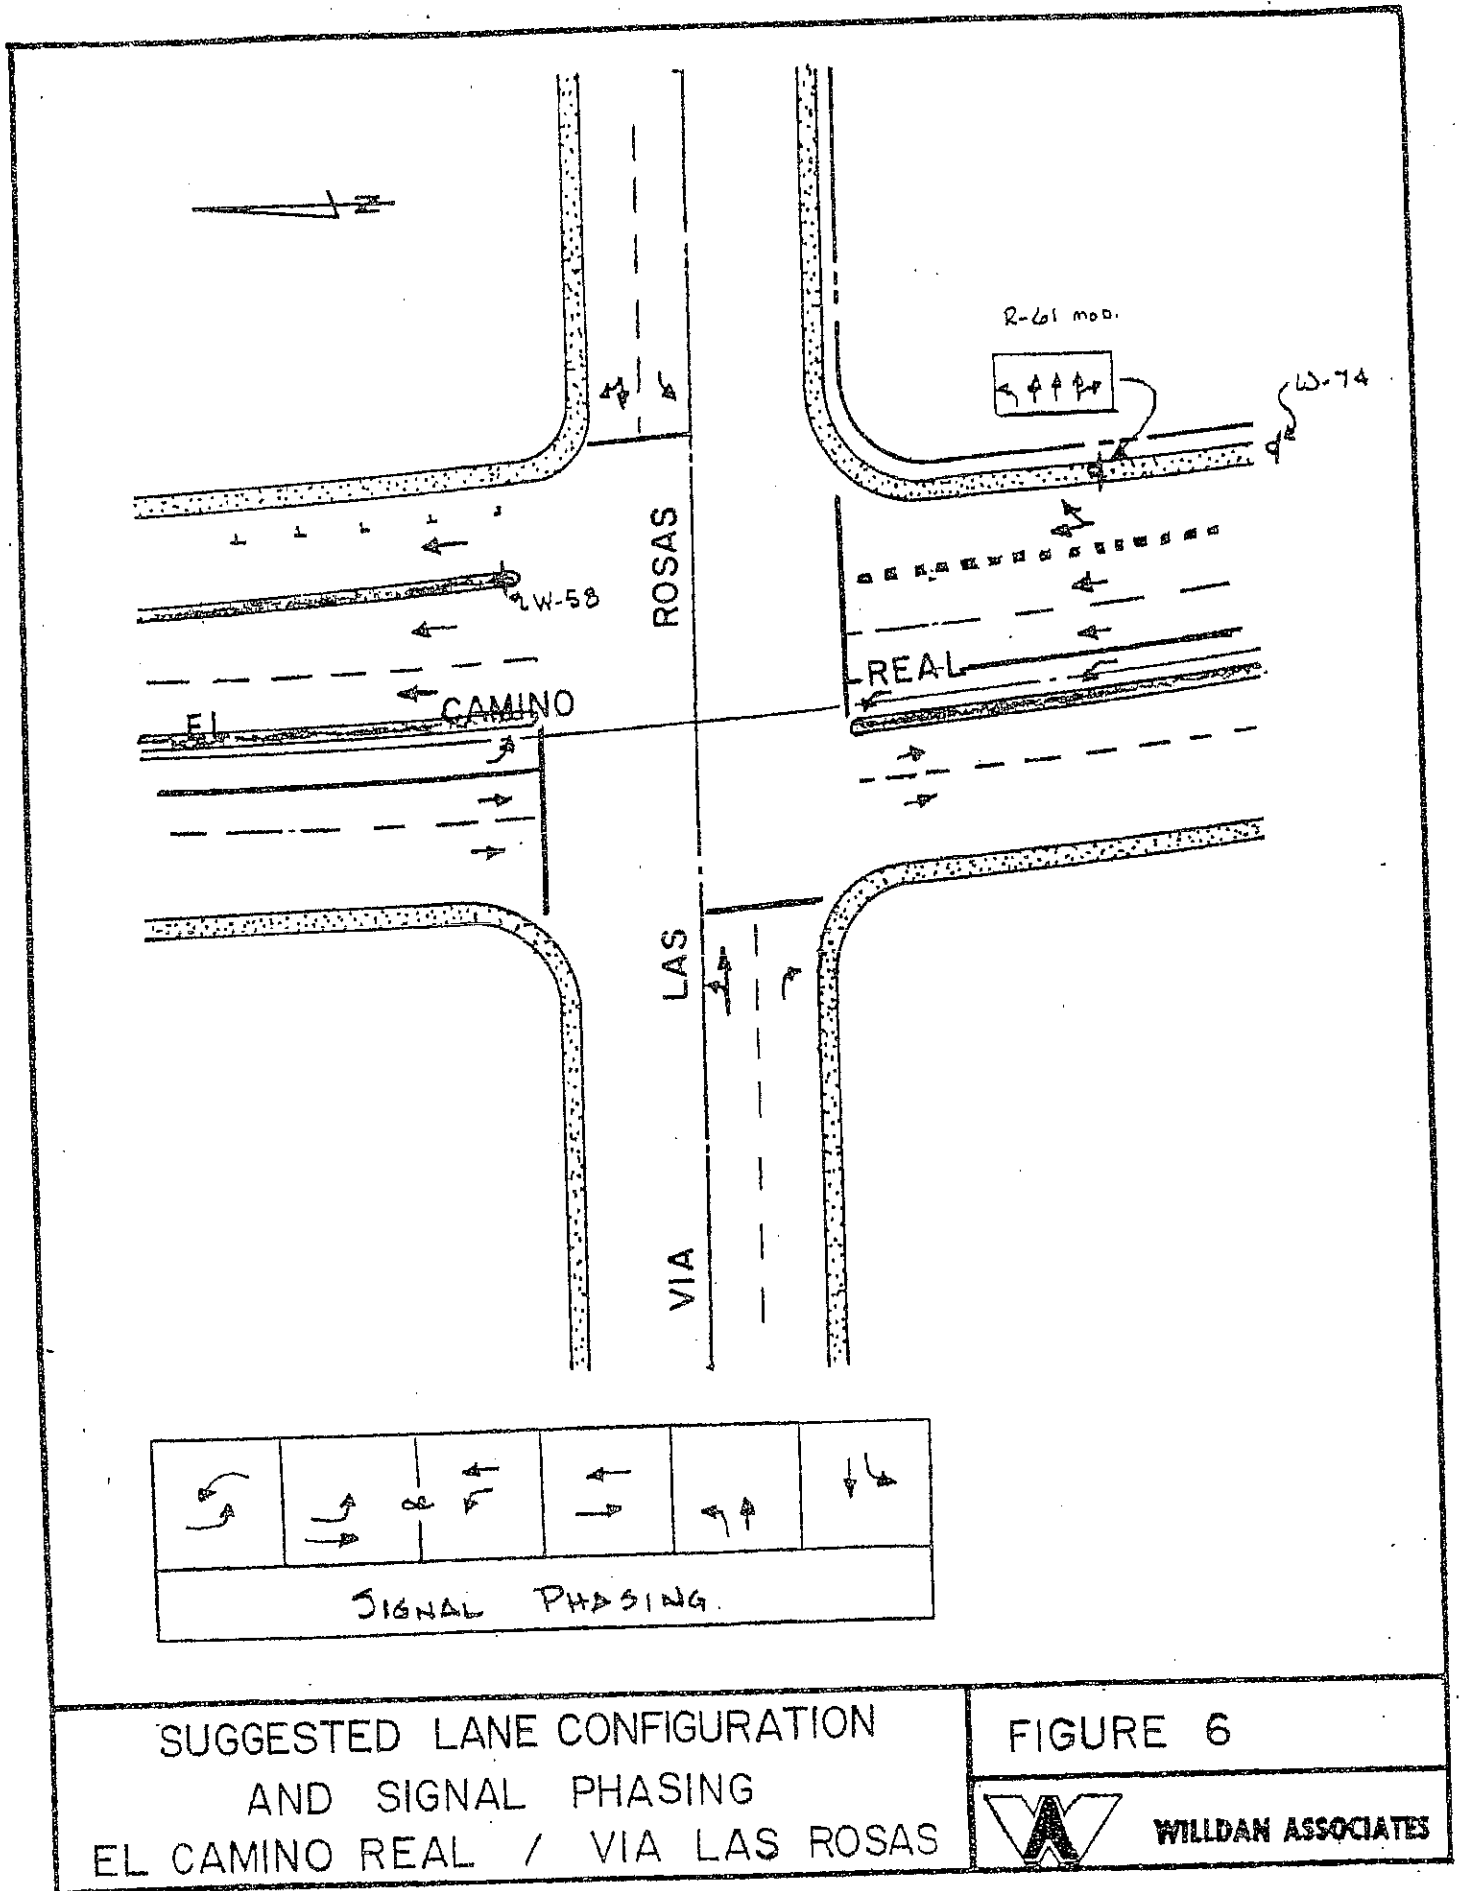 N
R-61 MOD.
W-74
ROSAS
W-58
REAL
EL CAMINO
LAS
VIA
OR
SIGNAL PHASING.
SUGGESTED LANE CONFIGURATION
AND SIGNAL PHASING
EL CAMINO REAL / VIA LAS ROSAS
FIGURE 6
WILLDAN ASSOCIATES